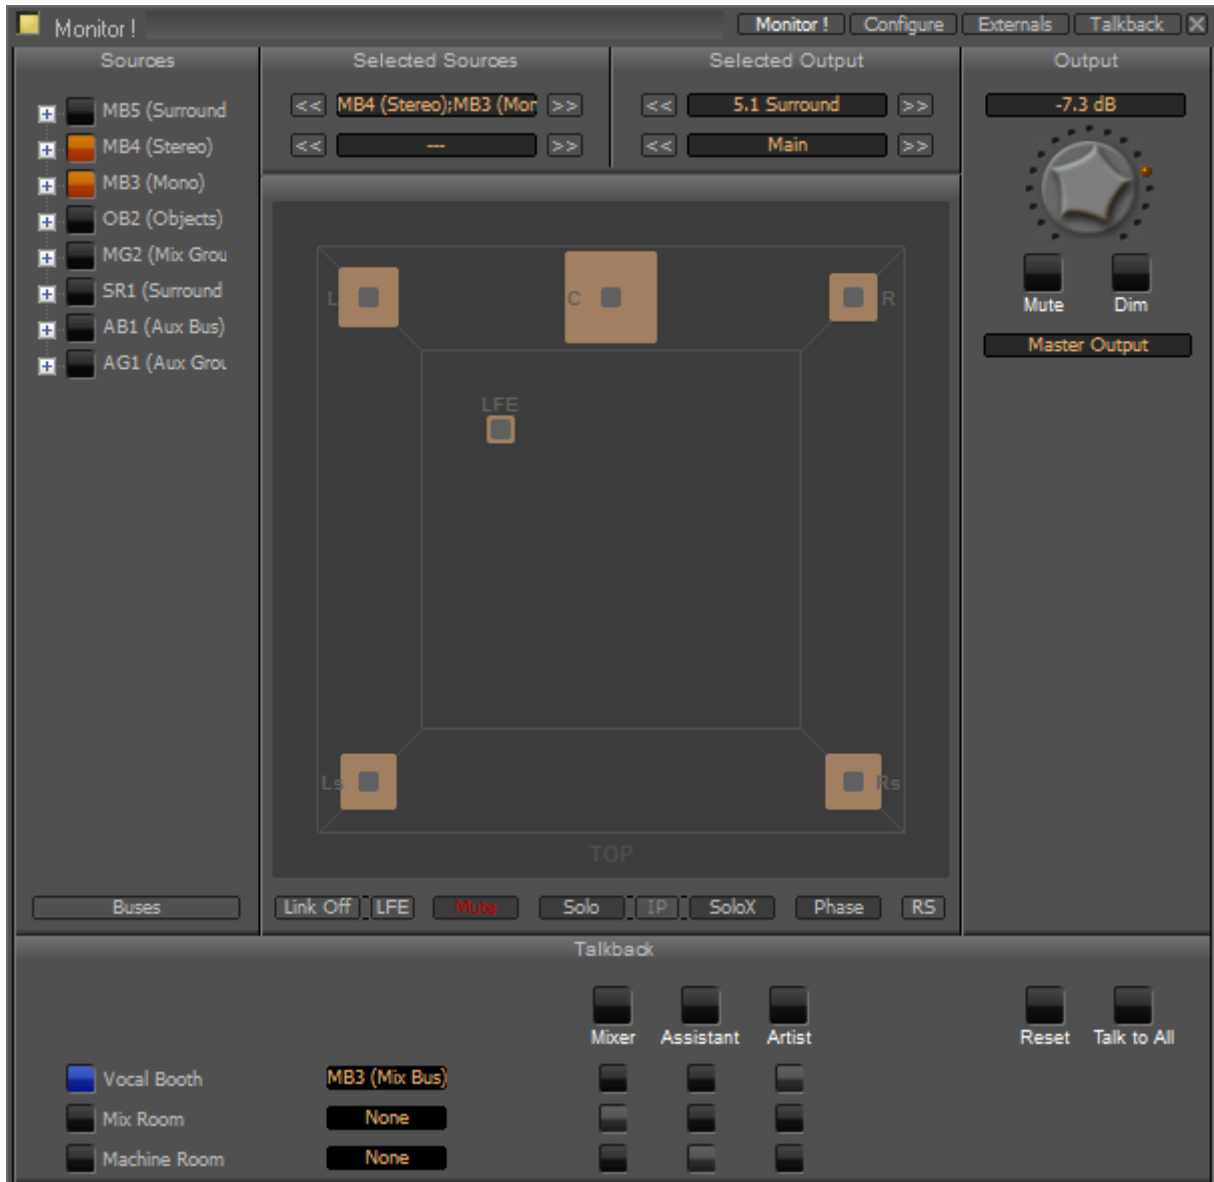 Monitor !
Monitor ! Configure Externals Talkback
Sources
Selected Sources
Selected Output
Output
MB5 (Surround
MB4 (Stereo)
MB3 (Mono)
OB2 (Objects)
MG2 (Mix Grou
SR1 (Surround
AB1 (Aux Bus)
AG1 (Aux Grou
Buses
<< MB4 (Stereo);MB3 (Mon >>
<< --- >>
<< 5.1 Surround >>
<< Main >>
L C R
LFE
Ls Rs
TOP
Link Off LFE Mute Solo IP SoloX Phase RS
-7.3 dB
Mute Dim
Master Output
Talkback
Mixer Assistant Artist Reset Talk to All
Vocal Booth MB3 (Mix Bus)
Mix Room None
Machine Room None